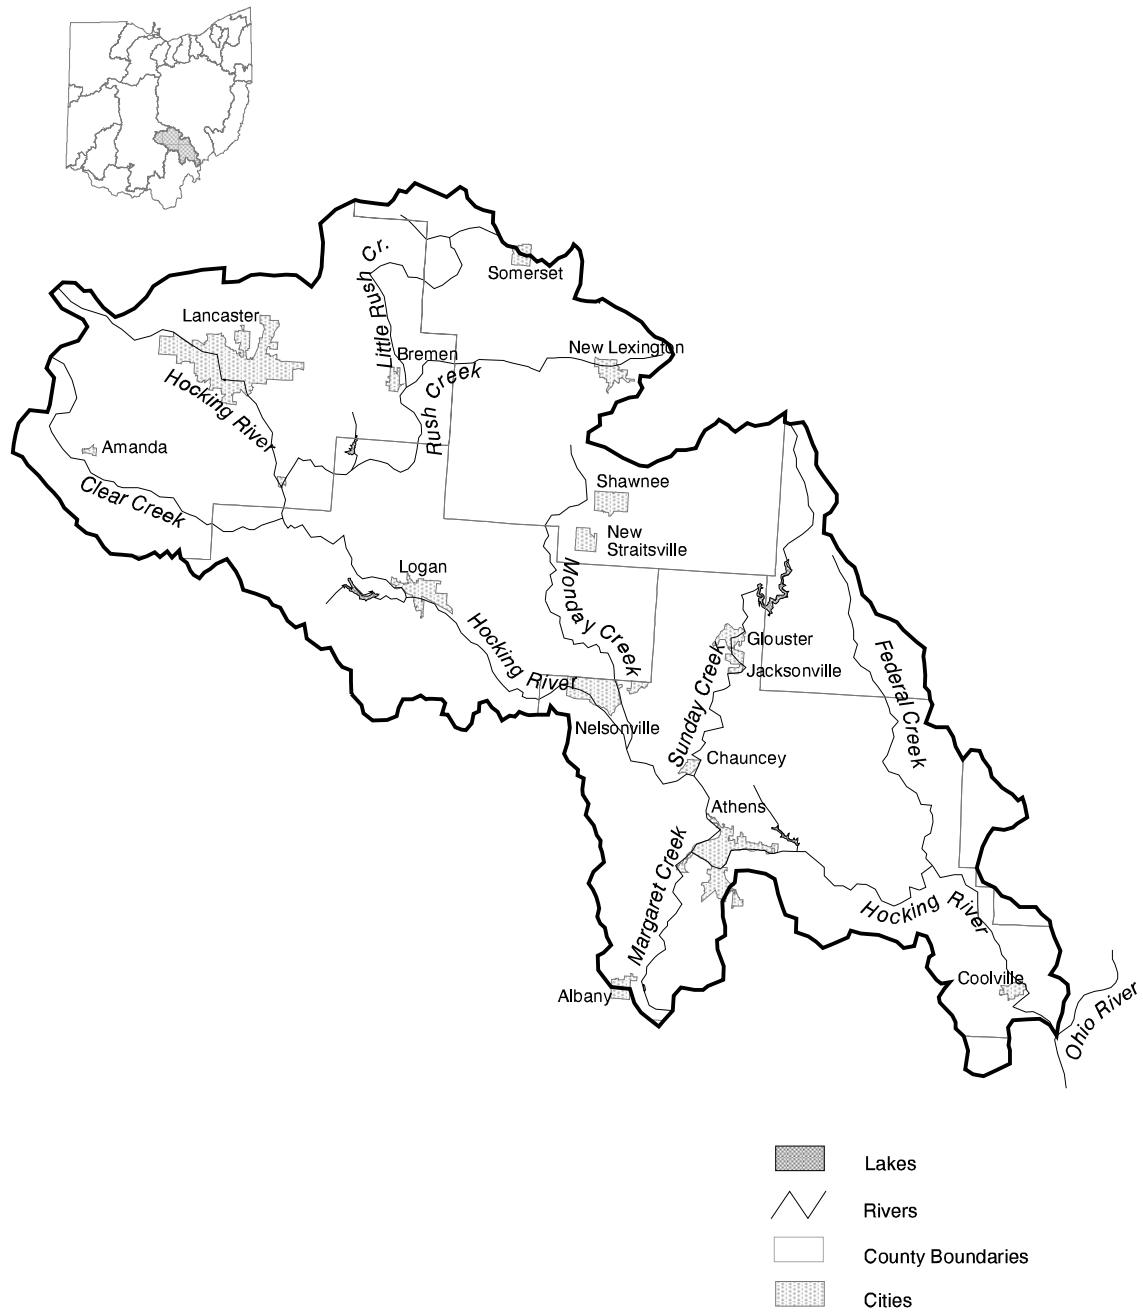 Somerset
Little Rush Cr.
Lancaster
Bremen
New Lexington
Rush Creek
Hocking River
Amanda
Clear Creek
Shawnee
New
Straitsville
Logan
Monday Creek
Hocking River
Glouster
Jacksonville
Federal Creek
Sunday Creek
Nelsonville
Chauncey
Athens
Margaret Creek
Hocking River
Coolville
Albany
Ohio River
Lakes
Rivers
County Boundaries
Cities